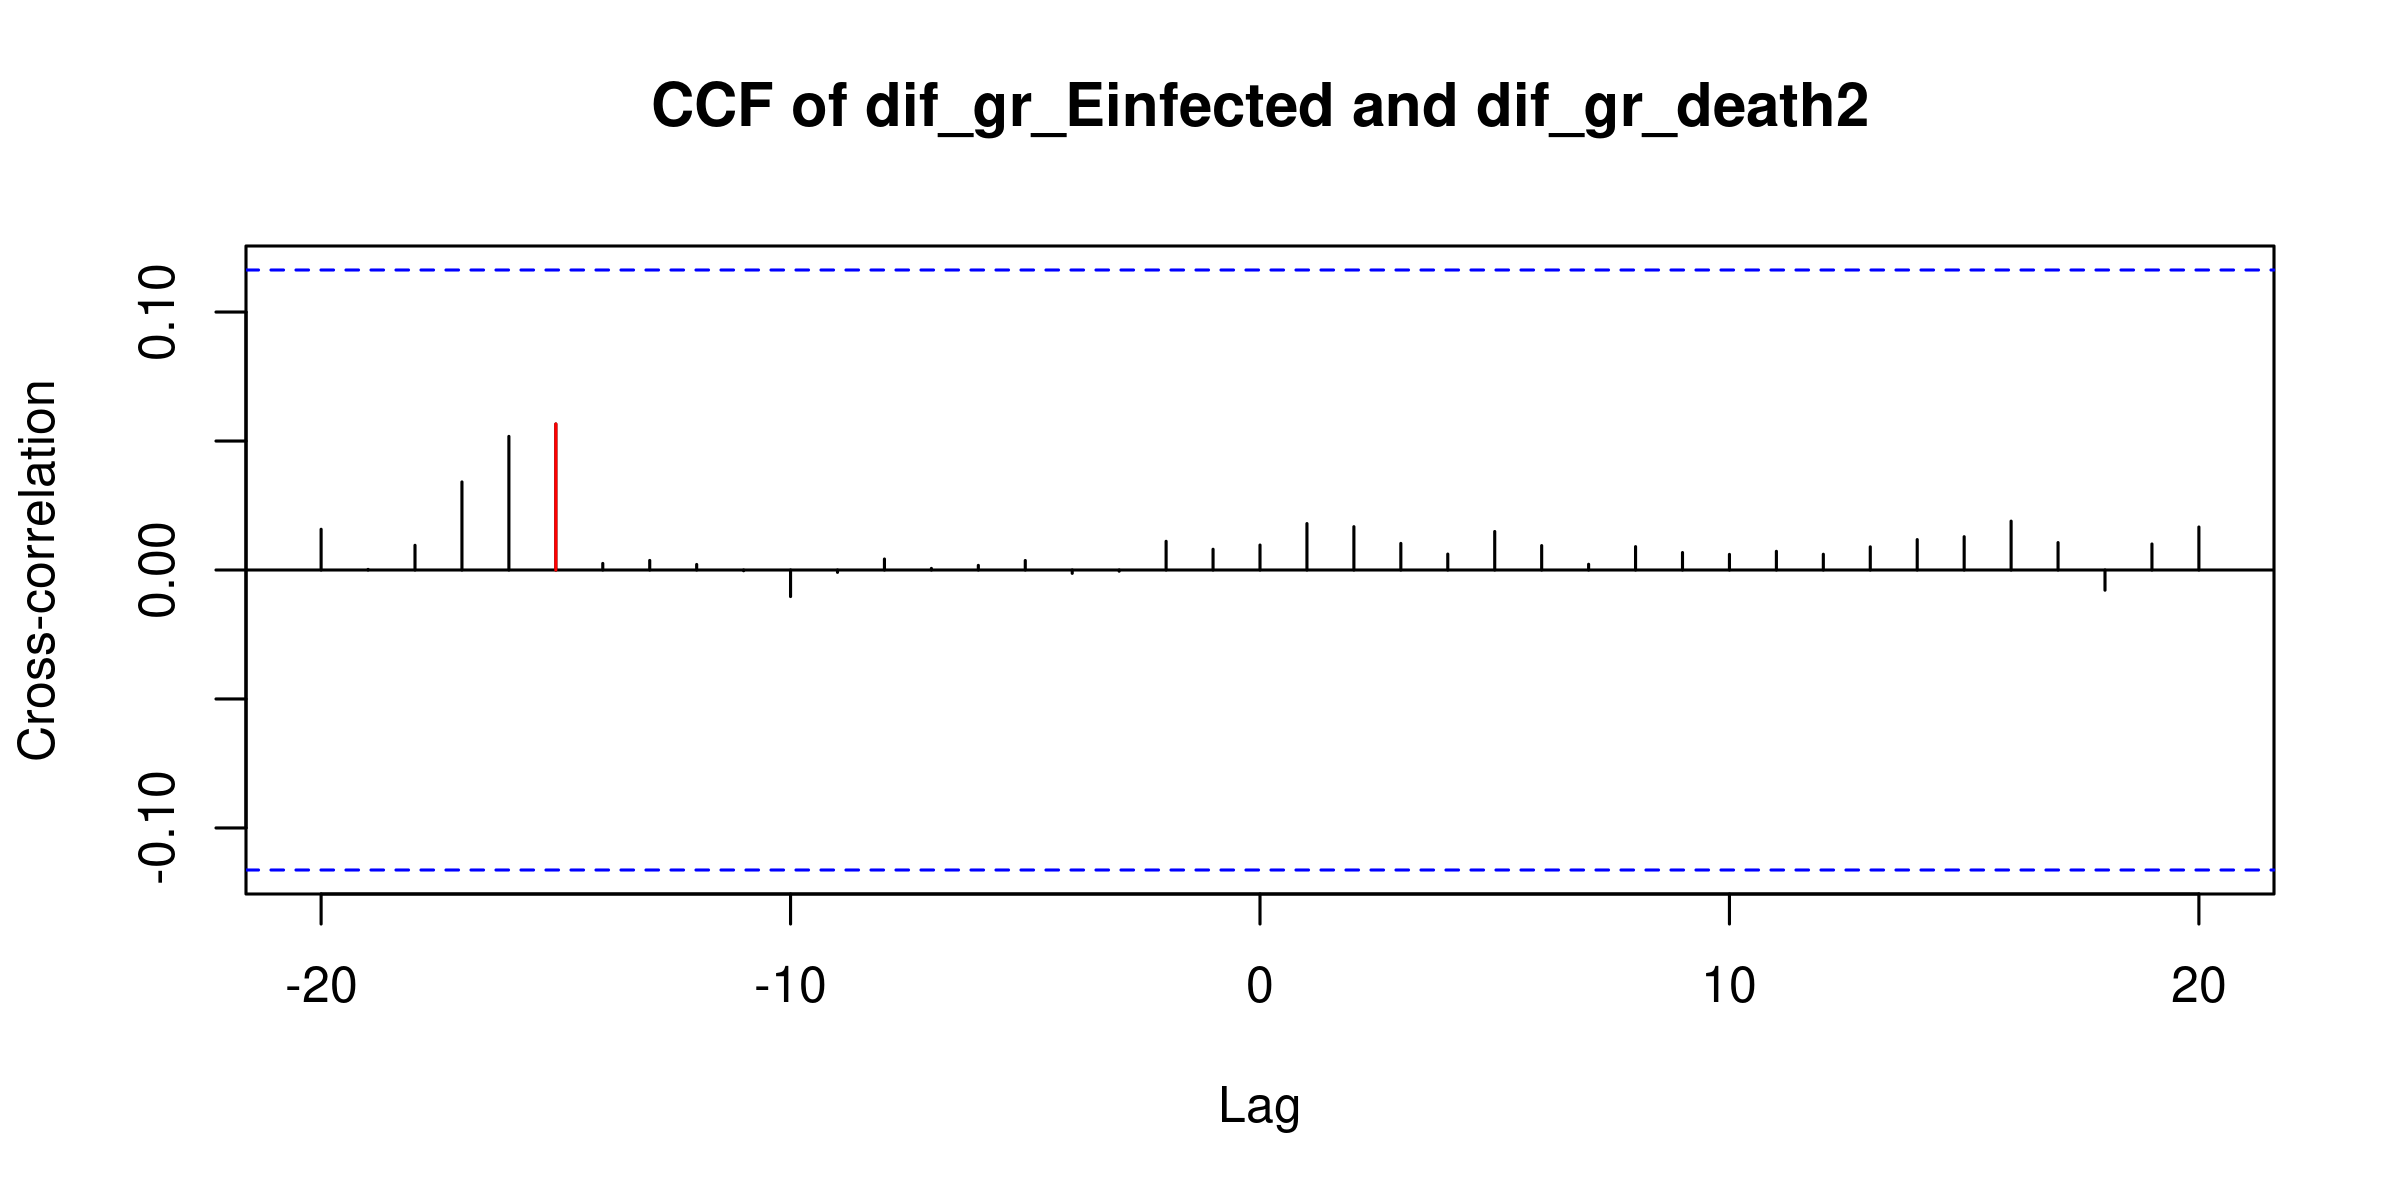 CCF of dif_gr_Einfected and dif_gr_death2
Cross-correlation
0.10
0.00
-0.10
-20
-10
0
10
20
Lag